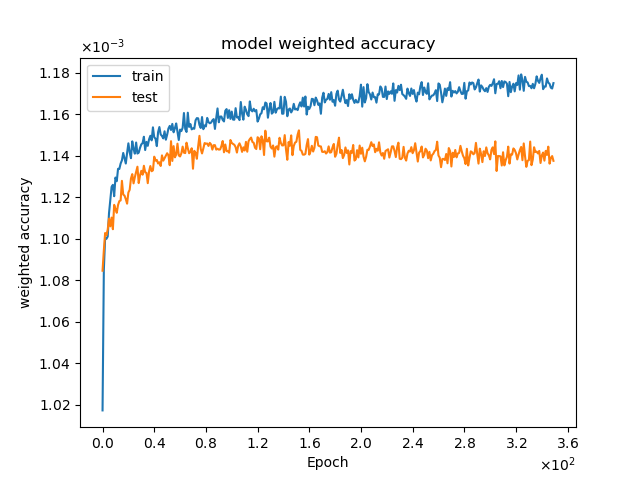 model weighted accuracy
×10⁻³
1.18
1.16
1.14
1.12
1.10
1.08
1.06
1.04
1.02
weighted accuracy
train
test
0.0 0.4 0.8 1.2 1.6 2.0 2.4 2.8 3.2 3.6
Epoch
×10²